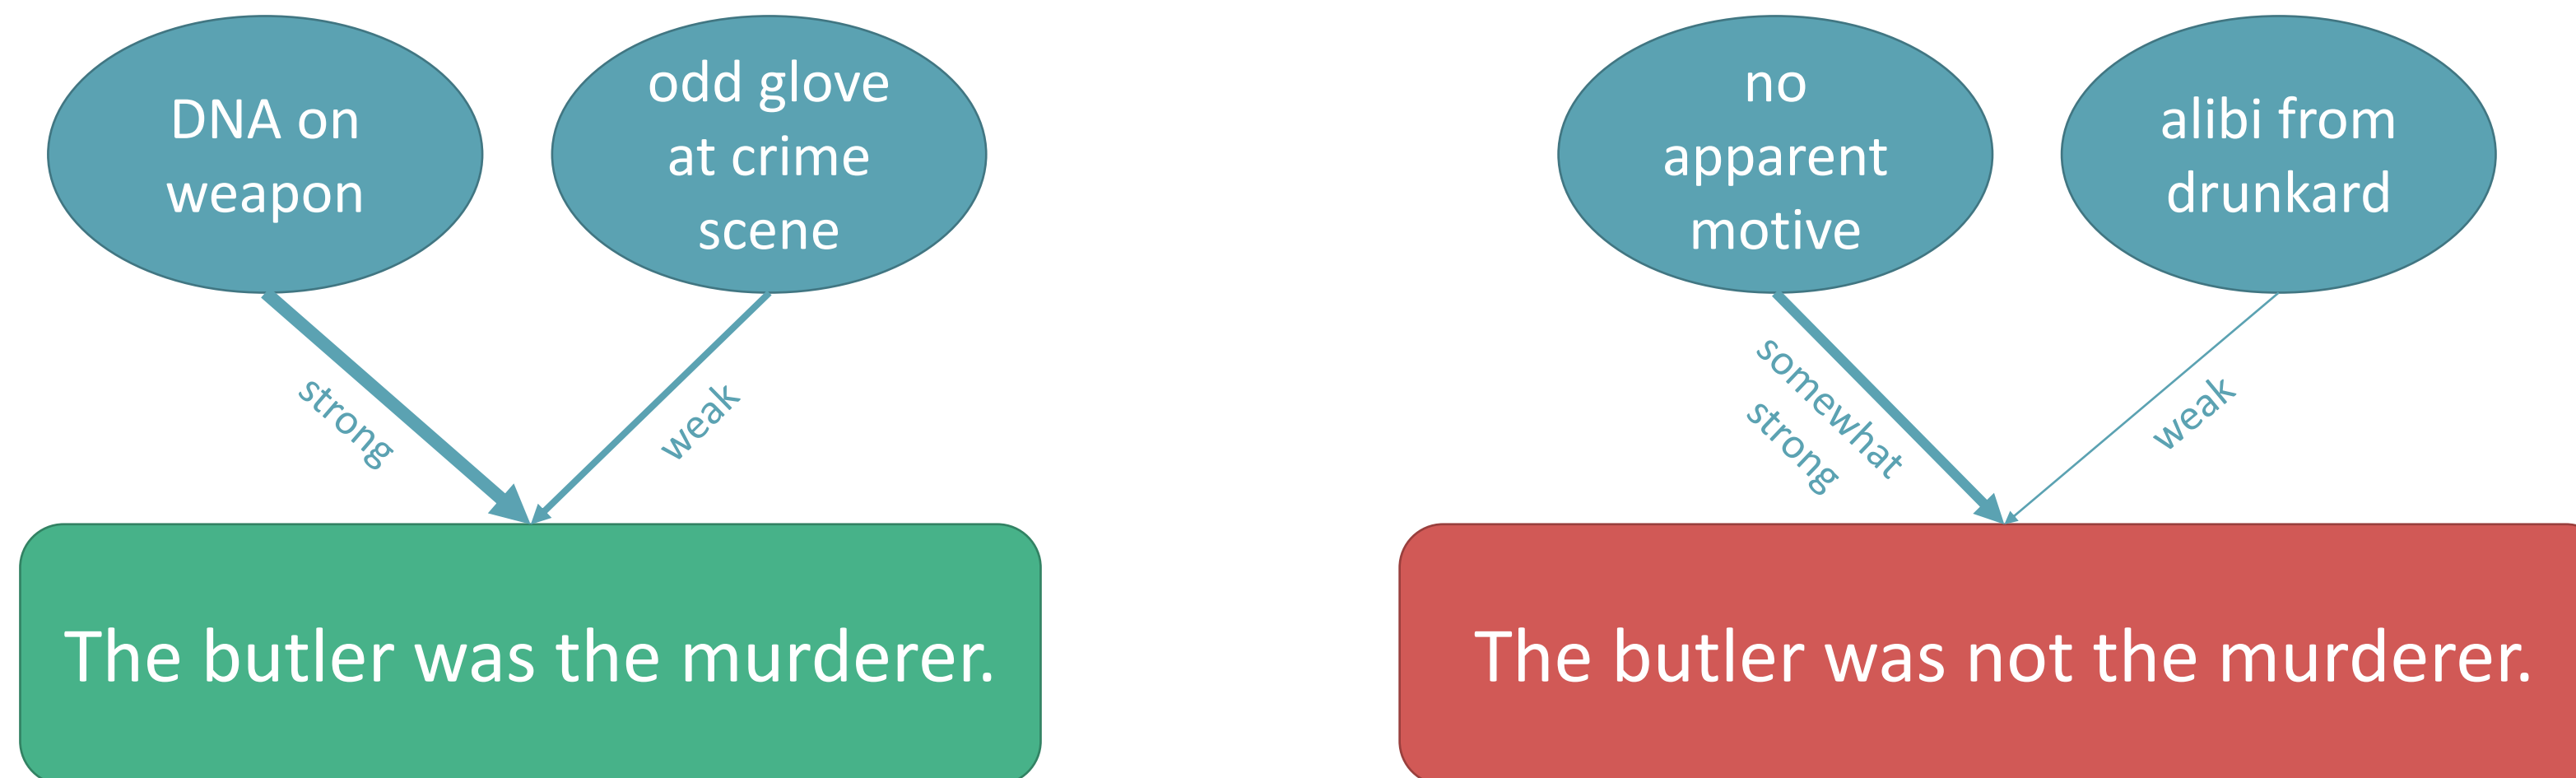 DNA on
weapon
odd glove
at crime
scene
no
apparent
motive
alibi from
drunkard
strong
weak
somewhat
strong
weak
The butler was the murderer.
The butler was not the murderer.